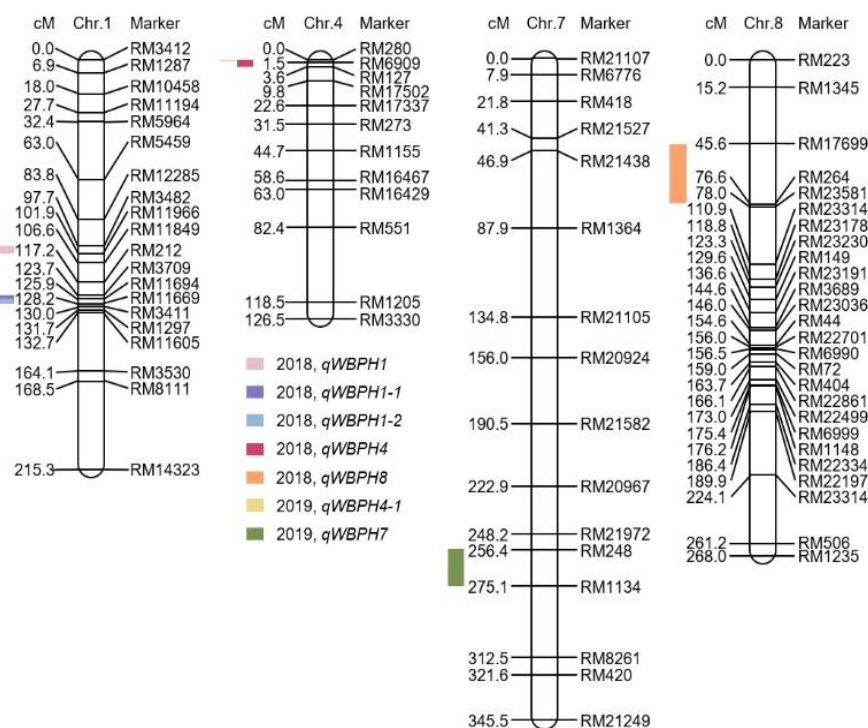 cM Chr.1 Marker
0.0 RM3412
6.9 RM1287
18.0 RM10458
27.7 RM11194
32.4 RM5964
63.0 RM5459
83.8 RM12285
97.7 RM3482
101.9 RM11966
106.6 RM11849
117.2 RM212
123.7 RM3709
125.9 RM11694
128.2 RM11669
130.0 RM3411
131.7 RM1297
132.7 RM11605
164.1 RM3530
168.5 RM8111
215.3 RM14323
cM Chr.4 Marker
0.0 RM280
1.5 RM6909
3.6 RM127
9.8 RM17502
22.6 RM17337
31.5 RM273
44.7 RM1155
58.6 RM16467
63.0 RM16429
82.4 RM551
118.5 RM1205
126.5 RM3330
2018, qWBPH1
2018, qWBPH1-1
2018, qWBPH1-2
2018, qWBPH4
2018, qWBPH8
2019, qWBPH4-1
2019, qWBPH7
cM Chr.7 Marker
0.0 RM21107
7.9 RM6776
21.8 RM418
41.3 RM21527
46.9 RM21438
87.9 RM1364
134.8 RM21105
156.0 RM20924
190.5 RM21582
222.9 RM20967
248.2 RM21972
256.4 RM248
275.1 RM1134
312.5 RM8261
321.6 RM420
345.5 RM21249
cM Chr.8 Marker
0.0 RM223
15.2 RM1345
45.6 RM17699
76.6 RM264
78.0 RM23581
110.9 RM23314
118.8 RM23178
123.3 RM23230
129.6 RM149
136.6 RM23191
144.6 RM3689
146.0 RM23036
154.6 RM44
156.0 RM22701
156.5 RM6990
159.0 RM72
163.7 RM404
166.1 RM22861
173.0 RM22499
175.4 RM6999
176.2 RM1148
186.4 RM22334
189.9 RM22197
224.1 RM23314
261.2 RM506
268.0 RM1235